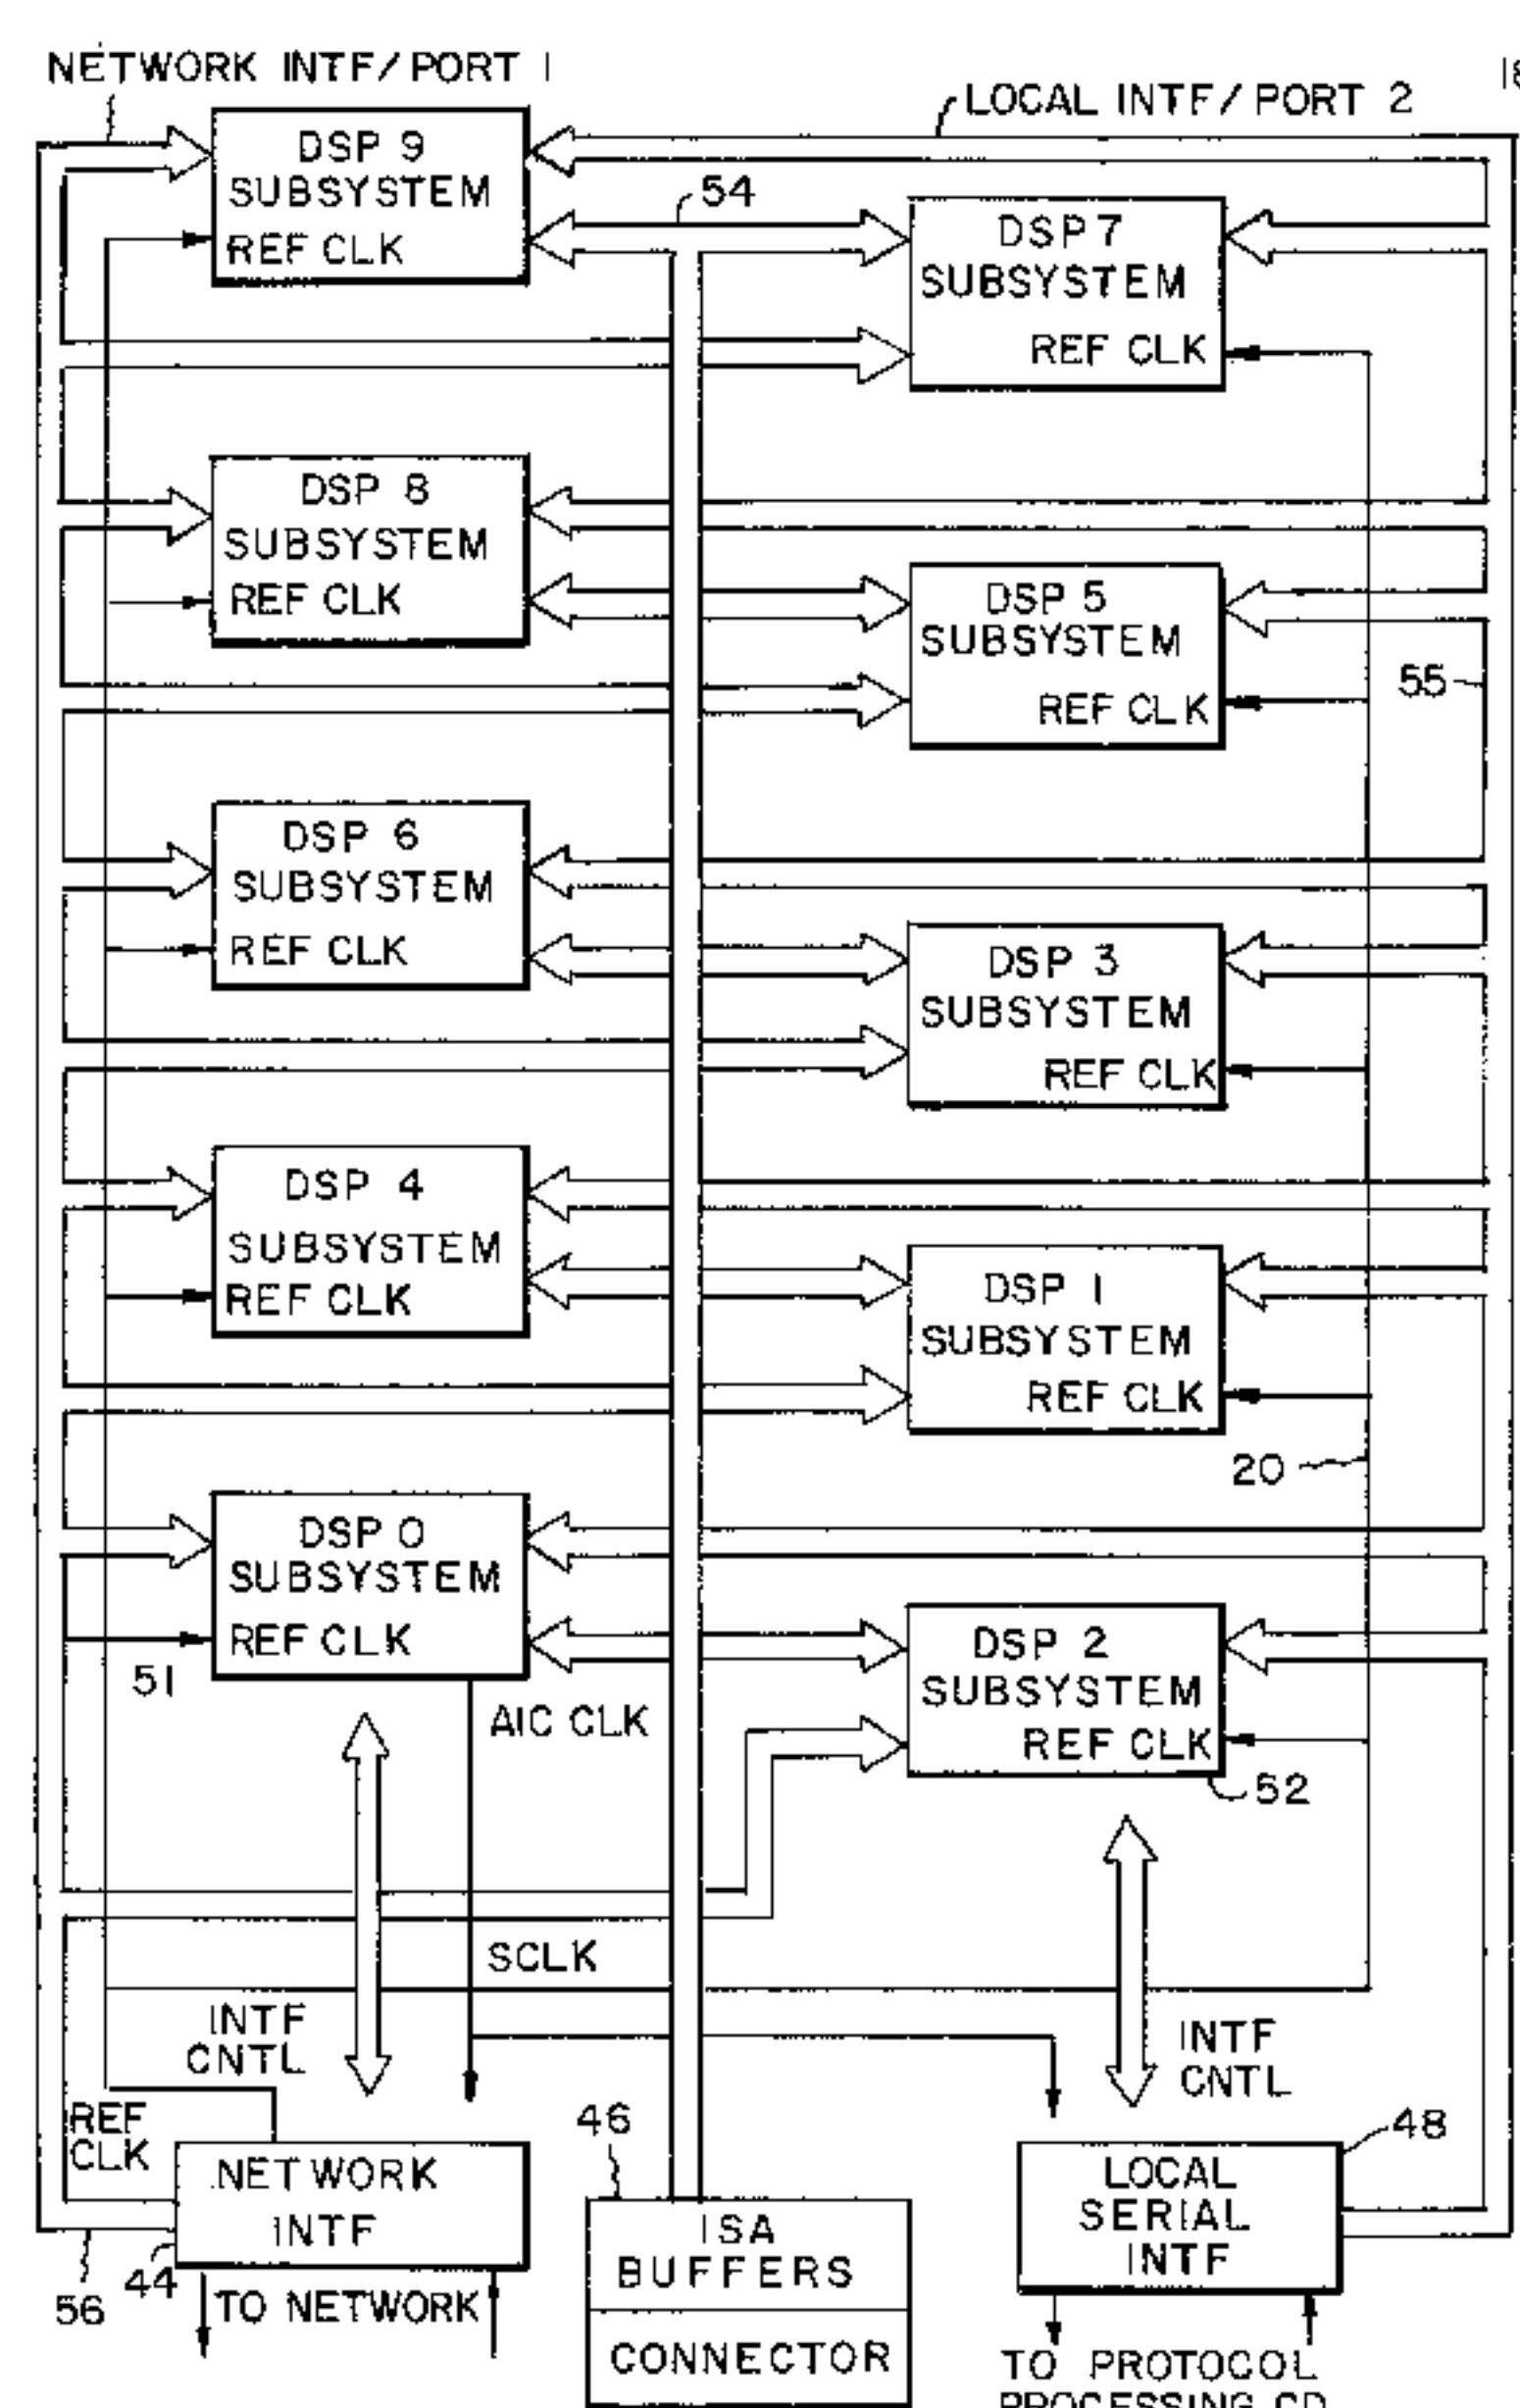 NETWORK INTF/PORT 1
18
LOCAL INTF/PORT 2
DSP 9
SUBSYSTEM
REF CLK
54
DSP 7
SUBSYSTEM
REF CLK
DSP 8
SUBSYSTEM
REF CLK
DSP 5
SUBSYSTEM
REF CLK
55
DSP 6
SUBSYSTEM
REF CLK
DSP 3
SUBSYSTEM
REF CLK
DSP 4
SUBSYSTEM
REF CLK
DSP 1
SUBSYSTEM
REF CLK
20
DSP 0
SUBSYSTEM
REF CLK
51
AIC CLK
DSP 2
SUBSYSTEM
REF CLK
52
SCLK
INTF
CNTL
INTF
CNTL
REF
CLK
46
48
NETWORK
INTF
44
56
TO NETWORK
ISA
BUFFERS
CONNECTOR
LOCAL
SERIAL
INTF
TO PROTOCOL
PROCESSING CD